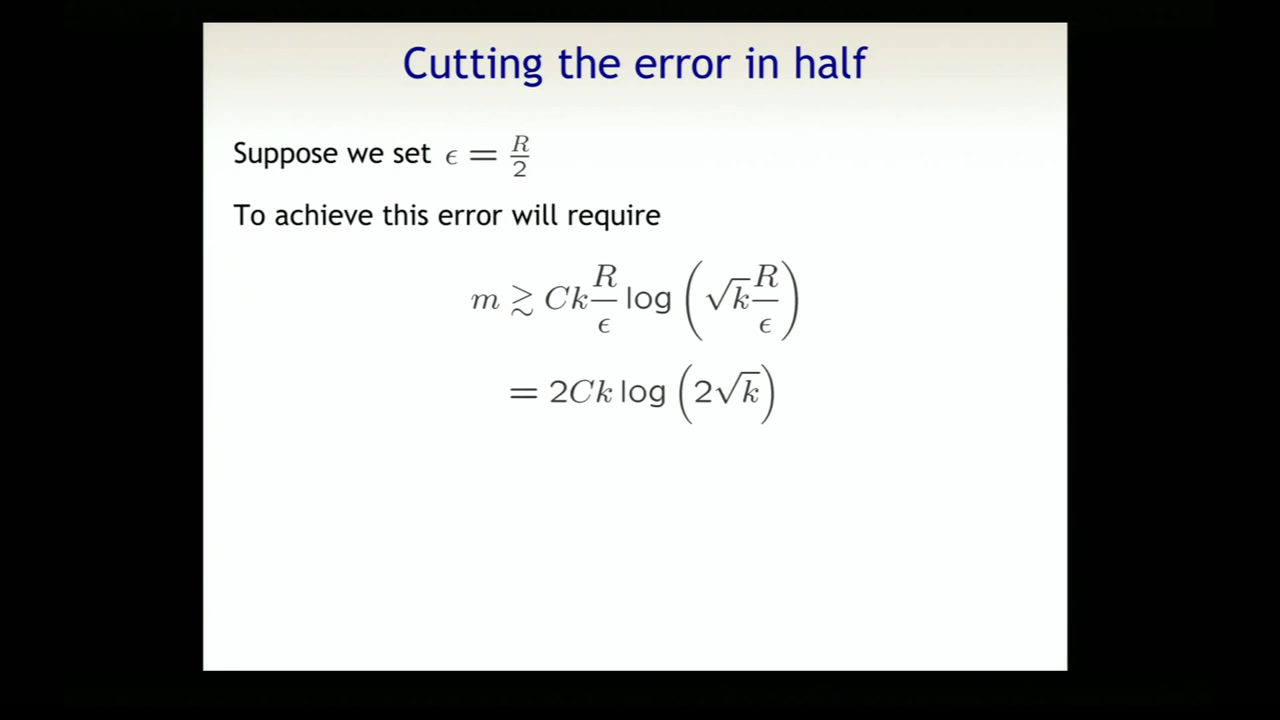 Cutting the error in half
Suppose we set ϵ = R/2
To achieve this error will require
m ≳ Ck R/ϵ log (√k R/ϵ)
= 2Ck log (2√k)